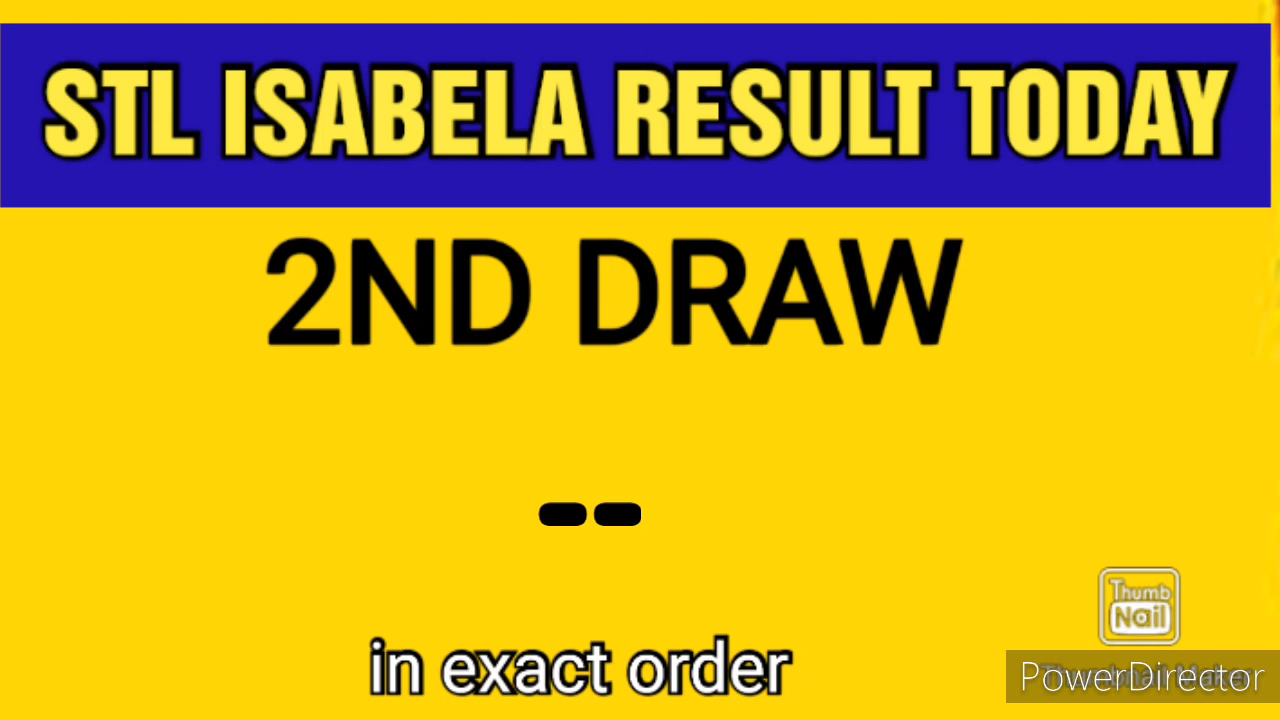 STL ISABELA RESULT TODAY
2ND DRAW
--
in exact order
Thumb
Nail
PowerDirector